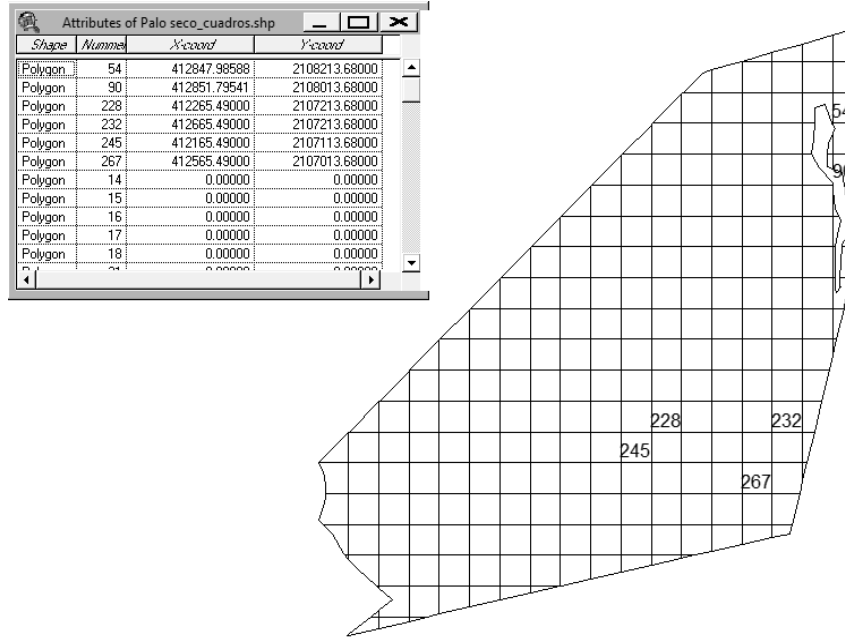 Attributes of Palo seco_cuadros.shp
Shape Nummer X-coord Y-coord
Polygon 54 412847.98588 2108213.68000
Polygon 90 412851.79541 2108013.68000
Polygon 228 412265.49000 2107213.68000
Polygon 232 412665.49000 2107213.68000
Polygon 245 412165.49000 2107113.68000
Polygon 267 412565.49000 2107013.68000
Polygon 14 0.00000 0.00000
Polygon 15 0.00000 0.00000
Polygon 16 0.00000 0.00000
Polygon 17 0.00000 0.00000
Polygon 18 0.00000 0.00000
54
90
228 232
245
267